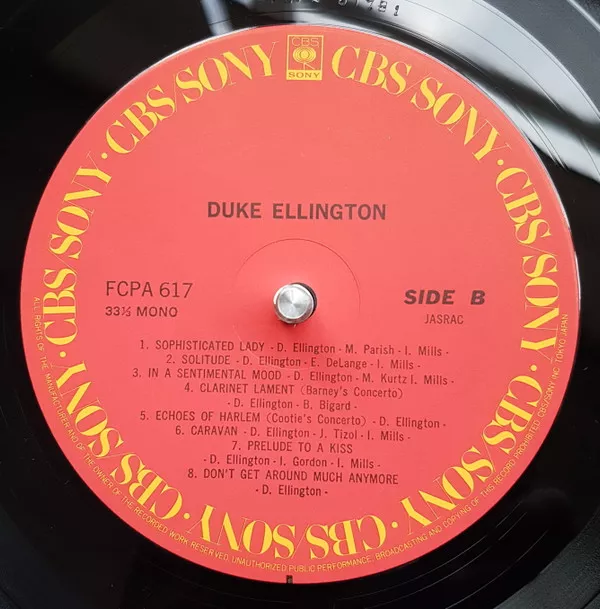 CBS
SONY
CBS/SONY · CBS/SONY · CBS/SONY · CBS/SONY · CBS/SONY · CBS/SONY · CBS/SONY · CBS/SONY
DUKE ELLINGTON
FCPA 617
33⅓ MONO
SIDE B
JASRAC
1. SOPHISTICATED LADY - D. Ellington - M. Parish - I. Mills -
2. SOLITUDE - D. Ellington - E. DeLange - I. Mills -
3. IN A SENTIMENTAL MOOD - D. Ellington - M. Kurtz I. Mills -
4. CLARINET LAMENT (Barney's Concerto)
- D. Ellington - B. Bigard -
5. ECHOES OF HARLEM (Cootie's Concerto) - D. Ellington -
6. CARAVAN - D. Ellington - J. Tizol - I. Mills -
7. PRELUDE TO A KISS
- D. Ellington - I. Gordon - I. Mills -
8. DON'T GET AROUND MUCH ANYMORE
- D. Ellington -
ALL RIGHTS OF THE MANUFACTURER AND OF THE OWNER OF THE RECORDED WORK RESERVED. UNAUTHORIZED PUBLIC PERFORMANCE, BROADCASTING AND COPYING OF THIS RECORD PROHIBITED. CBS/SONY INC. TOKYO JAPAN